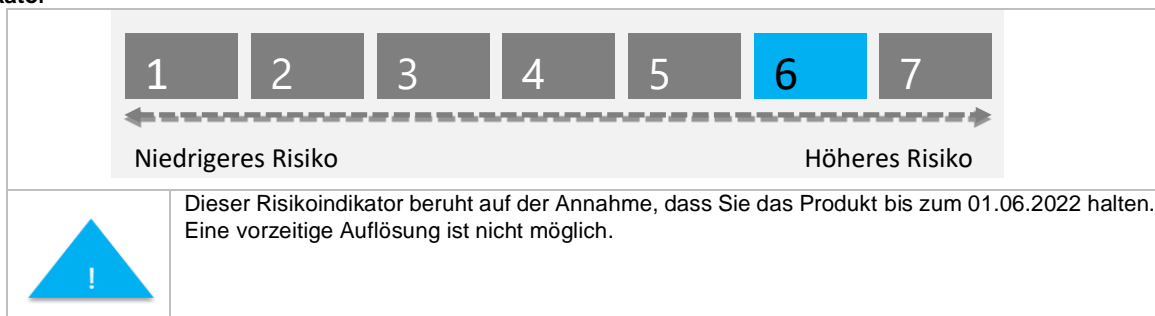 1 2 3 4 5 6 7
Niedrigeres Risiko Höheres Risiko
Dieser Risikoindikator beruht auf der Annahme, dass Sie das Produkt bis zum 01.06.2022 halten.
Eine vorzeitige Auflösung ist nicht möglich.
!